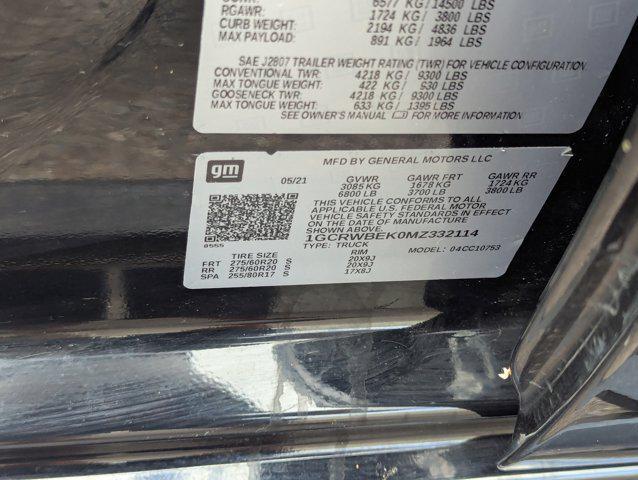 6577 KG/14500 LBS
RGAWR: 1724 KG / 3800 LBS
CURB WEIGHT: 2194 KG / 4836 LBS
MAX PAYLOAD: 891 KG / 1964 LBS
SAE J2807 TRAILER WEIGHT RATING (TWR) FOR VEHICLE CONFIGURATION
CONVENTIONAL TWR: 4218 KG / 9300 LBS
MAX TONGUE WEIGHT: 422 KG / 930 LBS
GOOSENECK TWR: 4218 KG / 9300 LBS
MAX TONGUE WEIGHT: 633 KG / 1395 LBS
SEE OWNER'S MANUAL FOR MORE INFORMATION
gm
MFD BY GENERAL MOTORS LLC
05/21 GVWR GAWR FRT GAWR RR
3085 KG 1678 KG 1724 KG
6800 LB 3700 LB 3800 LB
THIS VEHICLE CONFORMS TO ALL
APPLICABLE U.S. FEDERAL MOTOR
VEHICLE SAFETY STANDARDS IN EFFECT
ON THE DATE OF MANUFACTURE
SHOWN ABOVE.
1GCRWBEK0MZ332114
8555
TYPE: TRUCK MODEL: 04CC10753
TIRE SIZE RIM
FRT 275/60R20 S 20X9J
RR 275/60R20 S 20X9J
SPA 255/80R17 S 17X8J